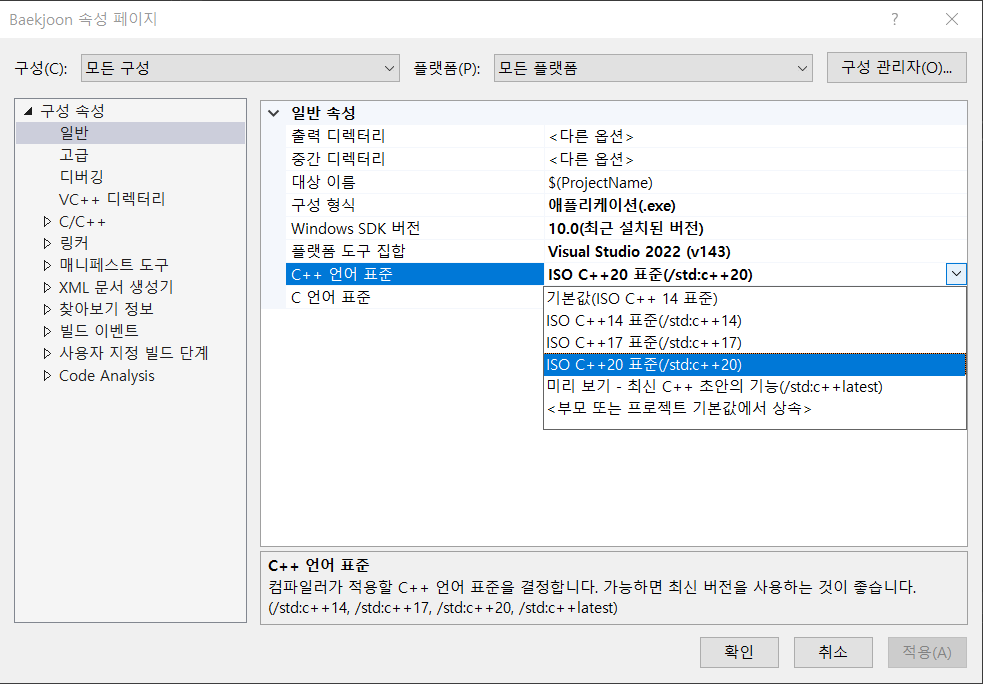 Baekjoon 속성 페이지
?
구성(C): 모든 구성 플랫폼(P): 모든 플랫폼 구성 관리자(O)...
구성 속성
일반
고급
디버깅
VC++ 디렉터리
C/C++
링커
매니페스트 도구
XML 문서 생성기
찾아보기 정보
빌드 이벤트
사용자 지정 빌드 단계
Code Analysis
일반 속성
출력 디렉터리 <다른 옵션>
중간 디렉터리 <다른 옵션>
대상 이름 $(ProjectName)
구성 형식 애플리케이션(.exe)
Windows SDK 버전 10.0(최근 설치된 버전)
플랫폼 도구 집합 Visual Studio 2022 (v143)
C++ 언어 표준 ISO C++20 표준(/std:c++20)
C 언어 표준
기본값(ISO C++ 14 표준)
ISO C++14 표준(/std:c++14)
ISO C++17 표준(/std:c++17)
ISO C++20 표준(/std:c++20)
미리 보기 - 최신 C++ 초안의 기능(/std:c++latest)
<부모 또는 프로젝트 기본값에서 상속>
C++ 언어 표준
컴파일러가 적용할 C++ 언어 표준을 결정합니다. 가능하면 최신 버전을 사용하는 것이 좋습니다.
(/std:c++14, /std:c++17, /std:c++20, /std:c++latest)
확인 취소 적용(A)